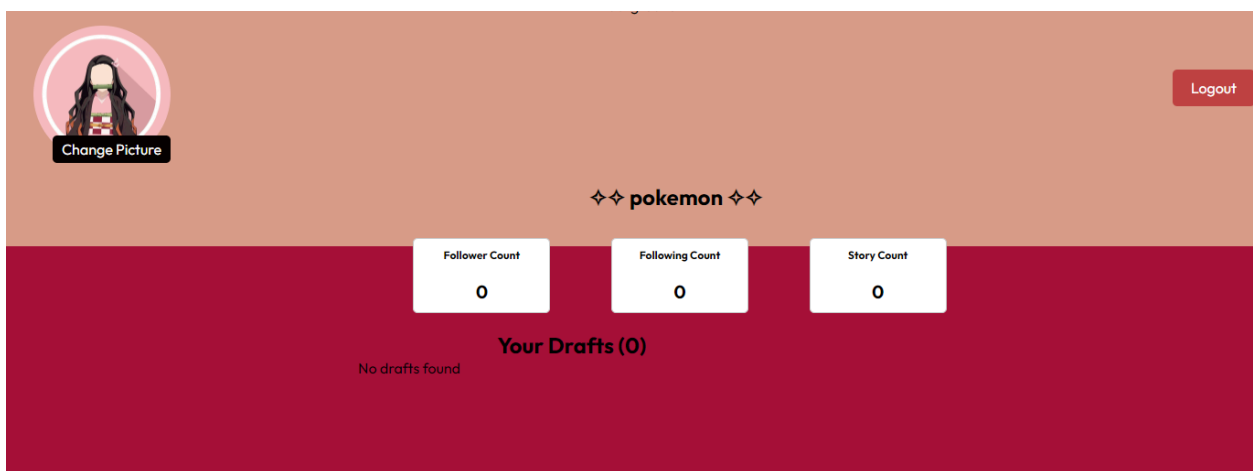 Change Picture
Logout
✧✧ pokemon ✧✧
Follower Count
0
Following Count
0
Story Count
0
Your Drafts (0)
No drafts found